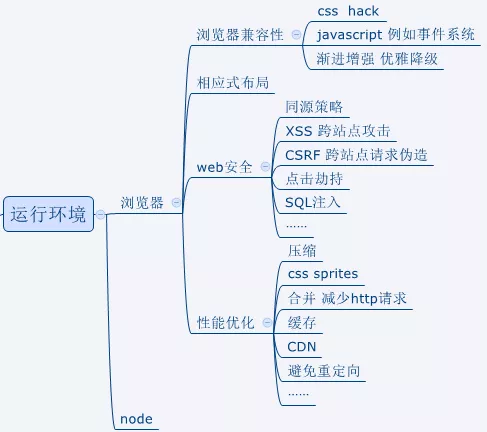 css hack
浏览器兼容性
javascript 例如事件系统
渐进增强 优雅降级
相应式布局
同源策略
XSS 跨站点攻击
CSRF 跨站点请求伪造
web安全
点击劫持
SQL注入
……
运行环境
浏览器
压缩
css sprites
合并 减少http请求
性能优化
缓存
CDN
避免重定向
……
node